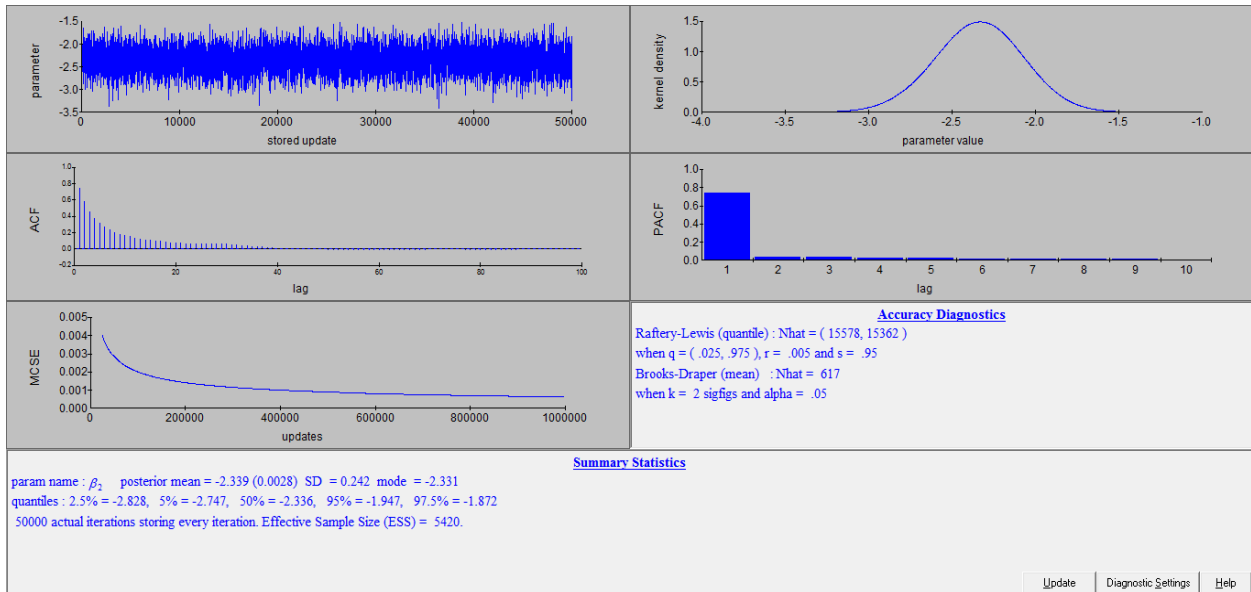 -1.5
-2.0
-2.5
-3.0
-3.5
parameter
0 10000 20000 30000 40000 50000
stored update
1.5
1.0
0.5
0.0
kernel density
-4.0 -3.5 -3.0 -2.5 -2.0 -1.5 -1.0
parameter value
1.0
0.8
0.6
0.4
0.2
0.0
-0.2
ACF
0 20 40 60 80 100
lag
1.0
0.8
0.6
0.4
0.2
0.0
PACF
1 2 3 4 5 6 7 8 9 10
lag
0.005
0.004
0.003
0.002
0.001
0.000
MCSE
0 200000 400000 600000 800000 1000000
updates
Accuracy Diagnostics
Raftery-Lewis (quantile) : Nhat = ( 15578, 15362 )
when q = ( .025, .975 ), r = .005 and s = .95
Brooks-Draper (mean) : Nhat = 617
when k = 2 sigfigs and alpha = .05
Summary Statistics
param name : β₂ posterior mean = -2.339 (0.0028) SD = 0.242 mode = -2.331
quantiles : 2.5% = -2.828, 5% = -2.747, 50% = -2.336, 95% = -1.947, 97.5% = -1.872
50000 actual iterations storing every iteration. Effective Sample Size (ESS) = 5420.
Update Diagnostic Settings Help